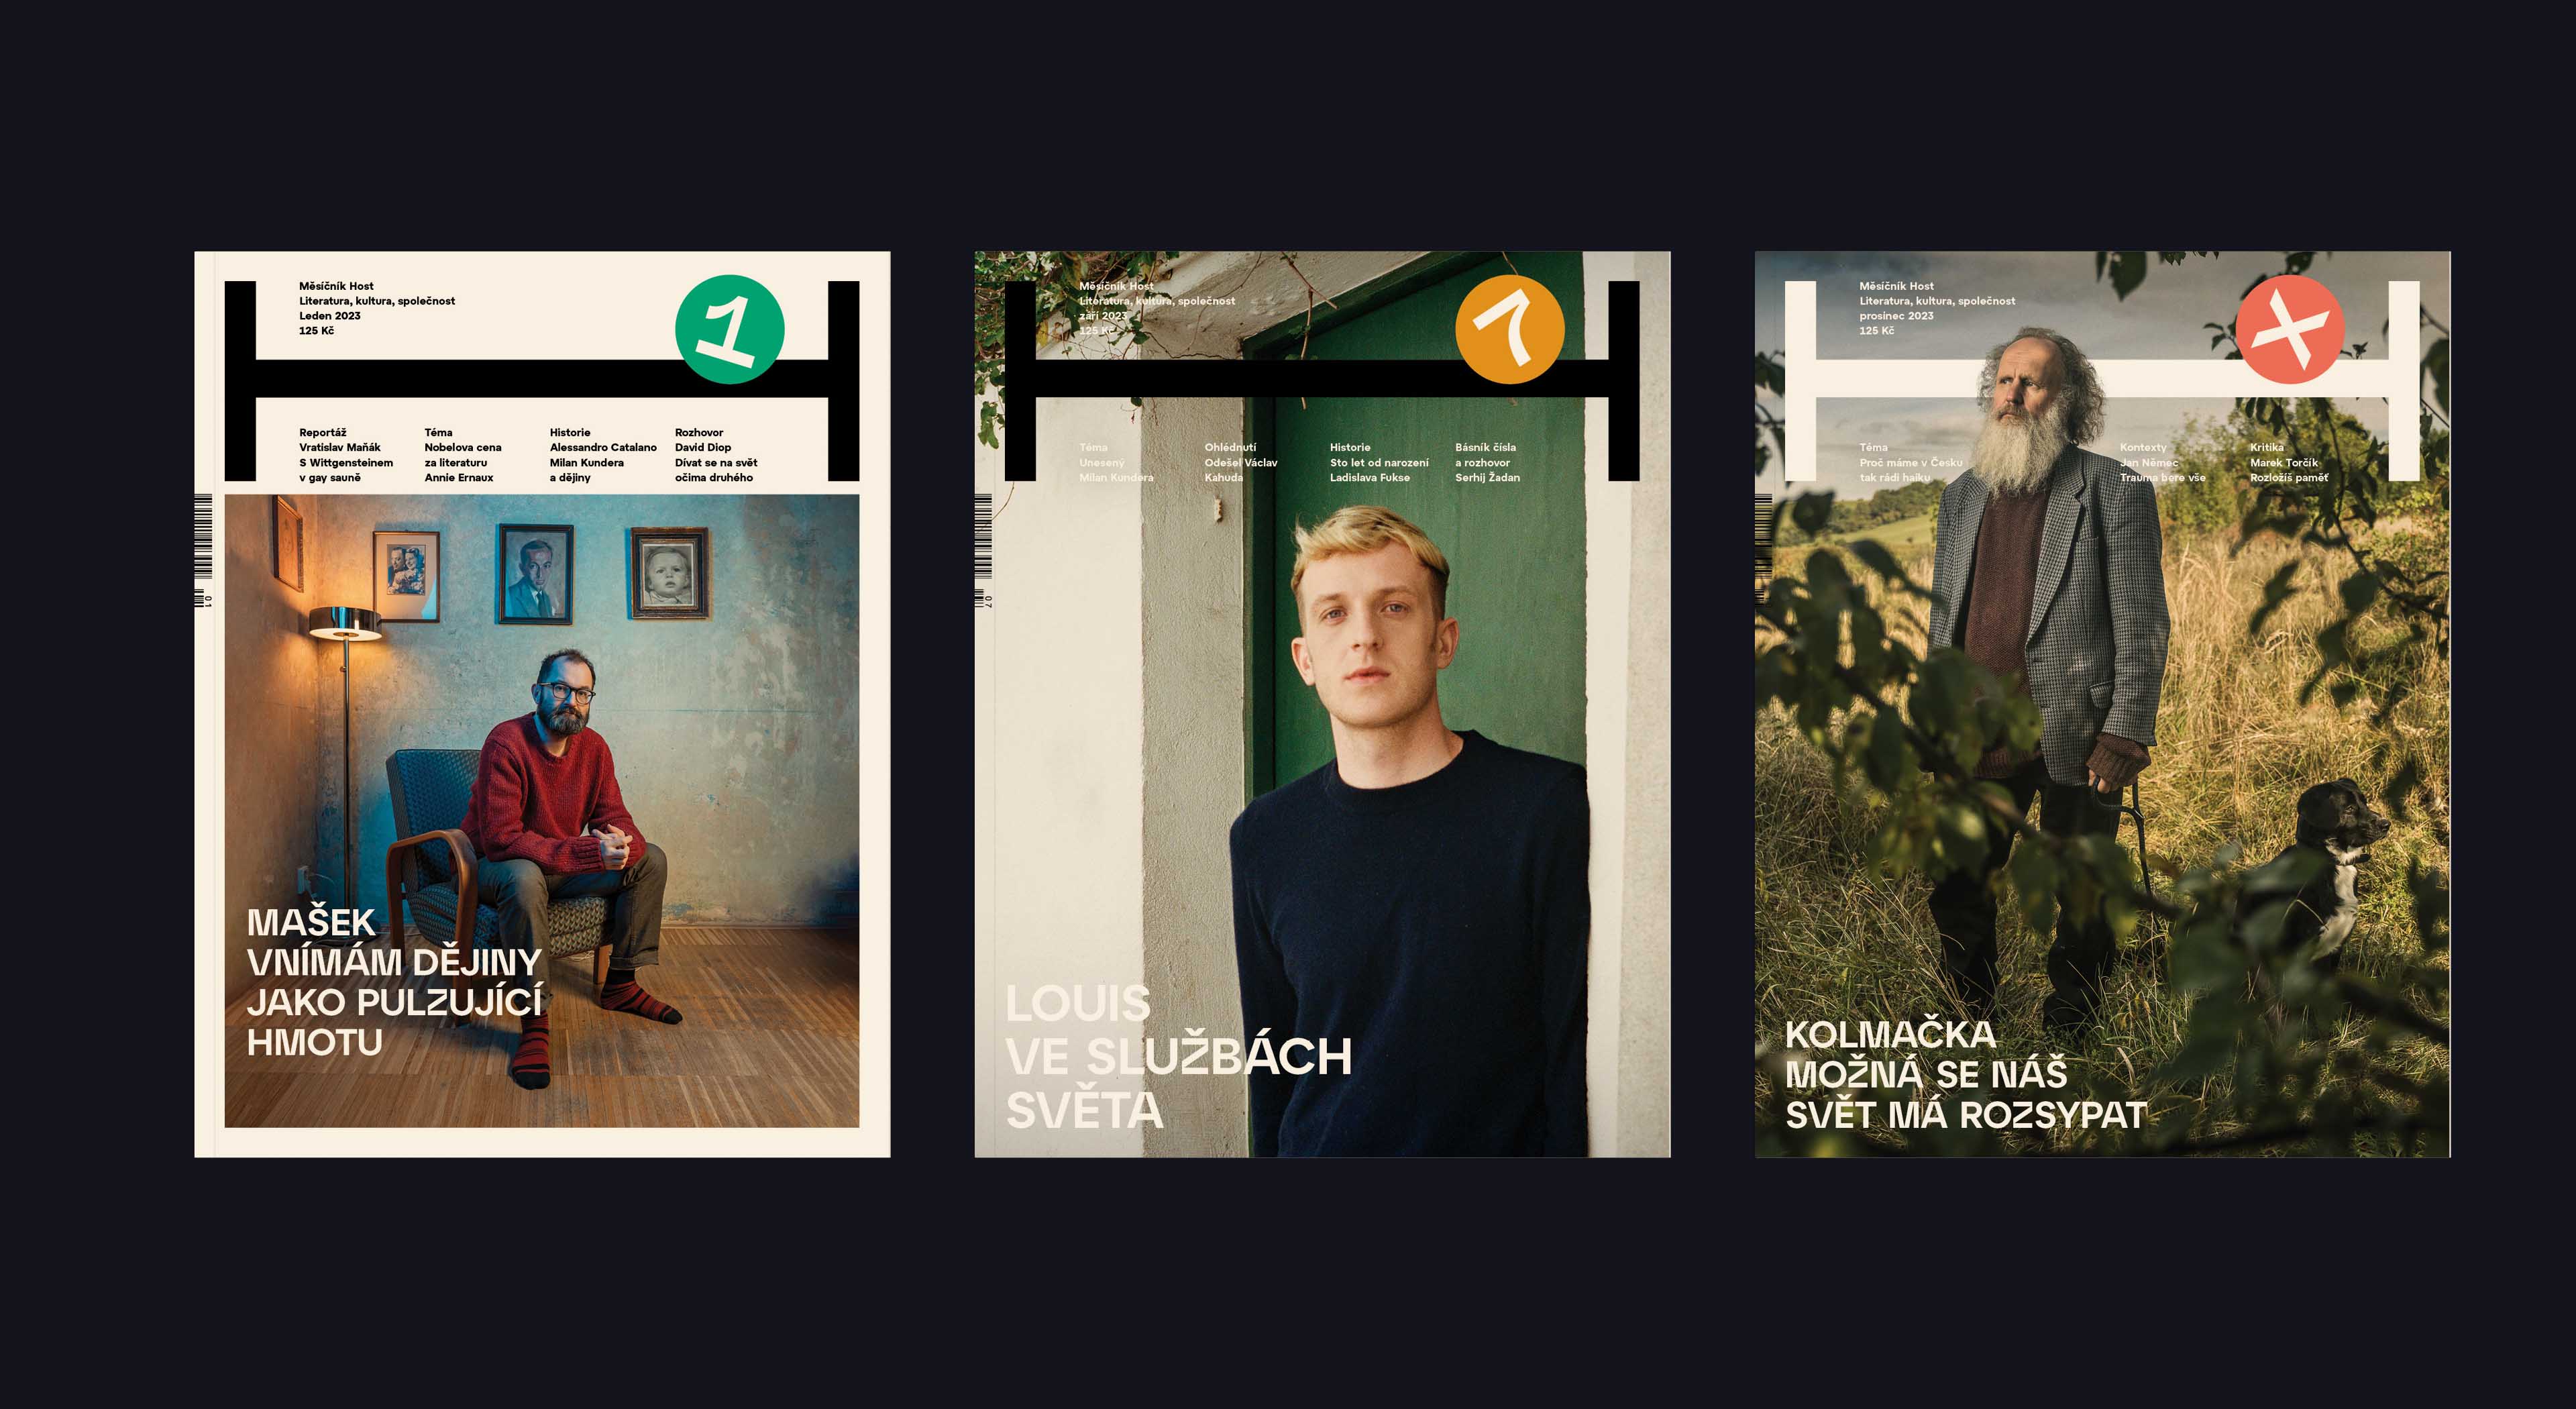 Měsíčník Host
Literatura, kultura, společnost
Leden 2023
125 Kč
1
H
Reportáž
Vratislav Maňák
S Wittgensteinem
v gay sauně
Téma
Nobelova cena
za literaturu
Annie Ernaux
Historie
Alessandro Catalano
Milan Kundera
a dějiny
Rozhovor
David Diop
Dívat se na svět
očima druhého
01
MAŠEK
VNÍMÁM DĚJINY
JAKO PULZUJÍCÍ
HMOTU
Měsíčník Host
Literatura, kultura, společnost
září 2023
125 Kč
7
H
Téma
Unesený
Milan Kundera
Ohlédnutí
Odešel Václav
Kahuda
Historie
Sto let od narození
Ladislava Fukse
Básník čísla
a rozhovor
Serhij Žadan
07
LOUIS
VE SLUŽBÁCH
SVĚTA
Měsíčník Host
Literatura, kultura, společnost
prosinec 2023
125 Kč
X
H
Téma
Proč máme v Česku
tak rádi haiku
Kontexty
Jan Němec
Trauma bere vše
Kritika
Marek Torčík
Rozložíš paměť
KOLMAČKA
MOŽNÁ SE NÁŠ
SVĚT MÁ ROZSYPAT